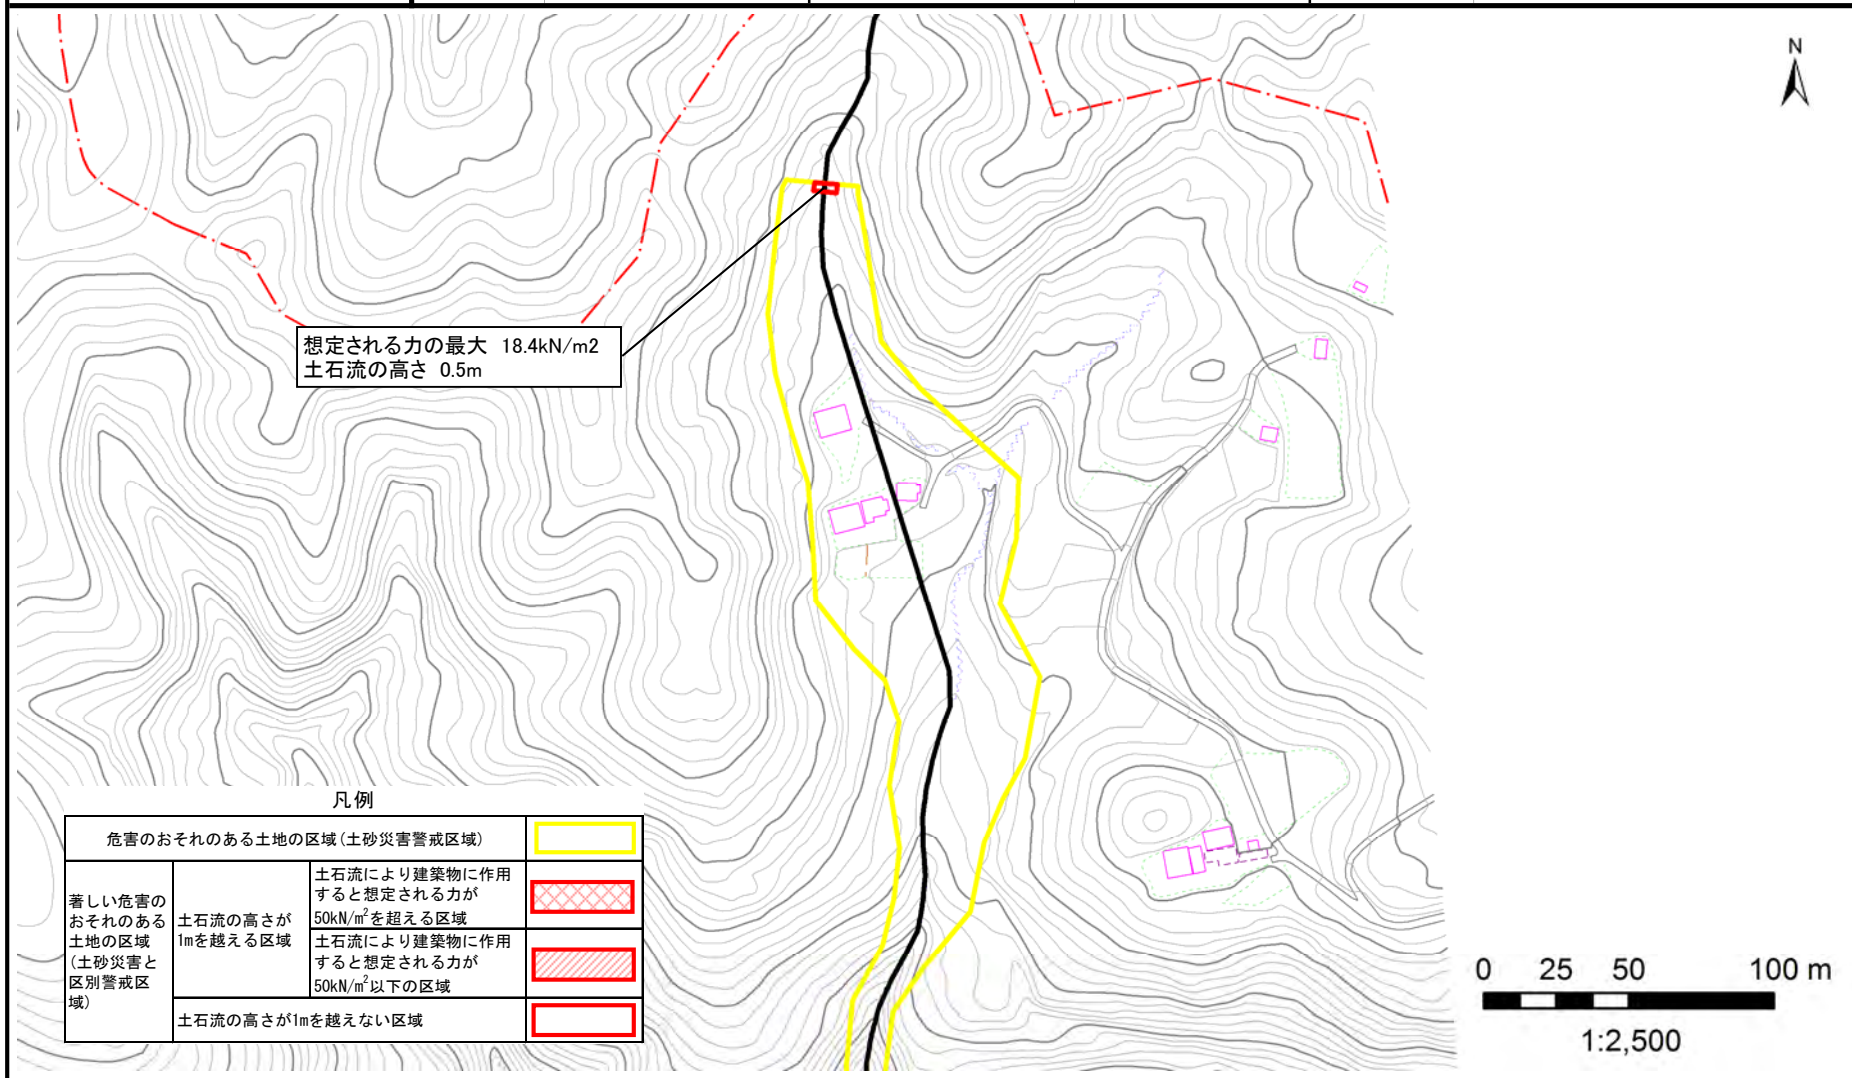 N
想定される力の最大 18.4kN/m2
土石流の高さ 0.5m
凡例
危害のおそれのある土地の区域(土砂災害警戒区域)
著しい危害の
おそれのある
土地の区域
(土砂災害と
区別警戒区
域)
土石流の高さが
1mを越える区域
土石流により建築物に作用
すると想定される力が
50kN/m²を超える区域
土石流により建築物に作用
すると想定される力が
50kN/m²以下の区域
土石流の高さが1mを越えない区域
0 25 50 100 m
1:2,500